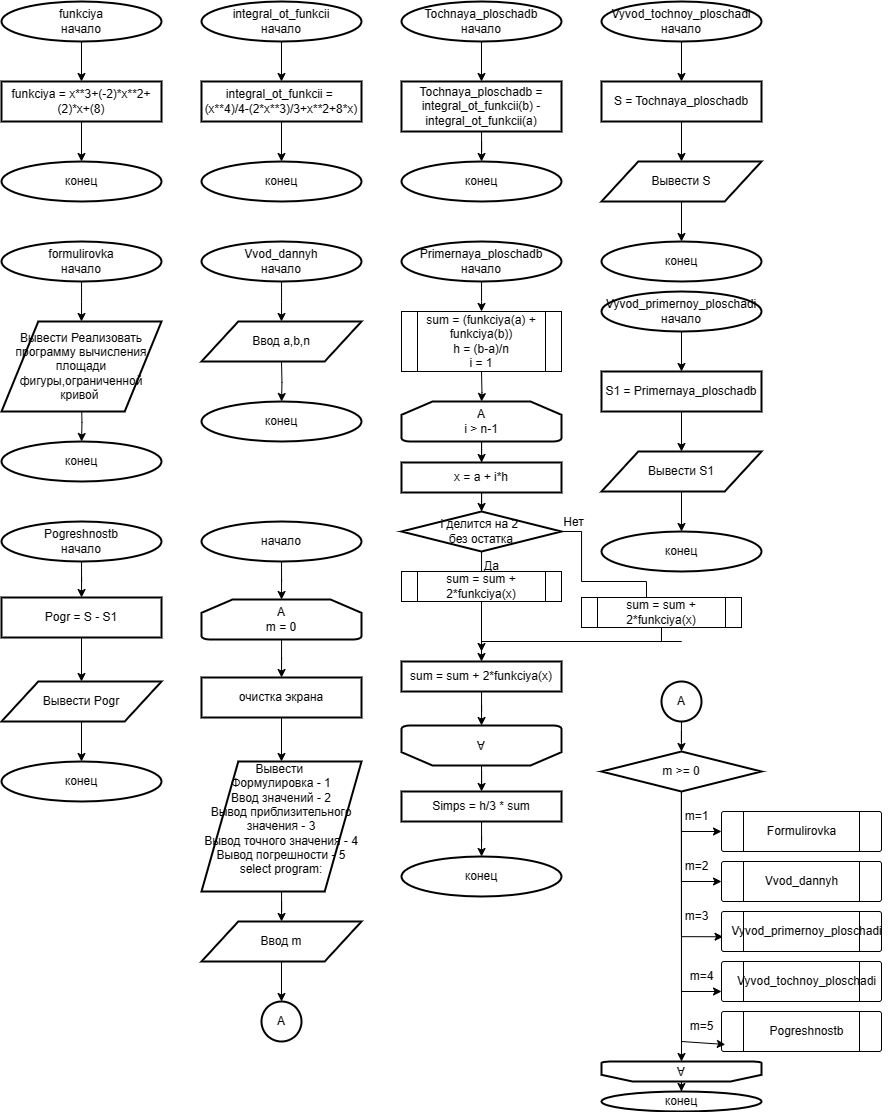 funkciya
начало
funkciya = x**3+(-2)*x**2+
(2)*x+(8)
конец
integral_ot_funkcii
начало
integral_ot_funkcii =
(x**4)/4-(2*x**3)/3+x**2+8*x)
конец
Tochnaya_ploschadb
начало
Tochnaya_ploschadb =
integral_ot_funkcii(b) -
integral_ot_funkcii(a)
конец
Vyvod_tochnoy_ploschadi
начало
S = Tochnaya_ploschadb
Вывести S
конец
formulirovka
начало
Вывести Реализовать
программу вычисления
площади
фигуры,ограниченной
кривой
конец
Vvod_dannyh
начало
Ввод a,b,n
конец
Primernaya_ploschadb
начало
sum = (funkciya(a) +
funkciya(b))
h = (b-a)/n
i = 1
A
i > n-1
x = a + i*h
i делится на 2
без остатка
Нет
Да
sum = sum +
2*funkciya(x)
sum = sum +
2*funkciya(x)
sum = sum + 2*funkciya(x)
∀
Simps = h/3 * sum
конец
Vyvod_primernoy_ploschadi
начало
S1 = Primernaya_ploschadb
Вывести S1
конец
Pogreshnostb
начало
Pogr = S - S1
Вывести Pogr
конец
начало
A
m = 0
очистка экрана
Вывести
Формулировка - 1
Ввод значений - 2
Вывод приблизительного
значения - 3
Вывод точного значения - 4
Вывод погрешности - 5
select program:
Ввод m
A
A
m >= 0
m=1
Formulirovka
m=2
Vvod_dannyh
m=3
Vyvod_primernoy_ploschadi
m=4
Vyvod_tochnoy_ploschadi
m=5
Pogreshnostb
∀
конец